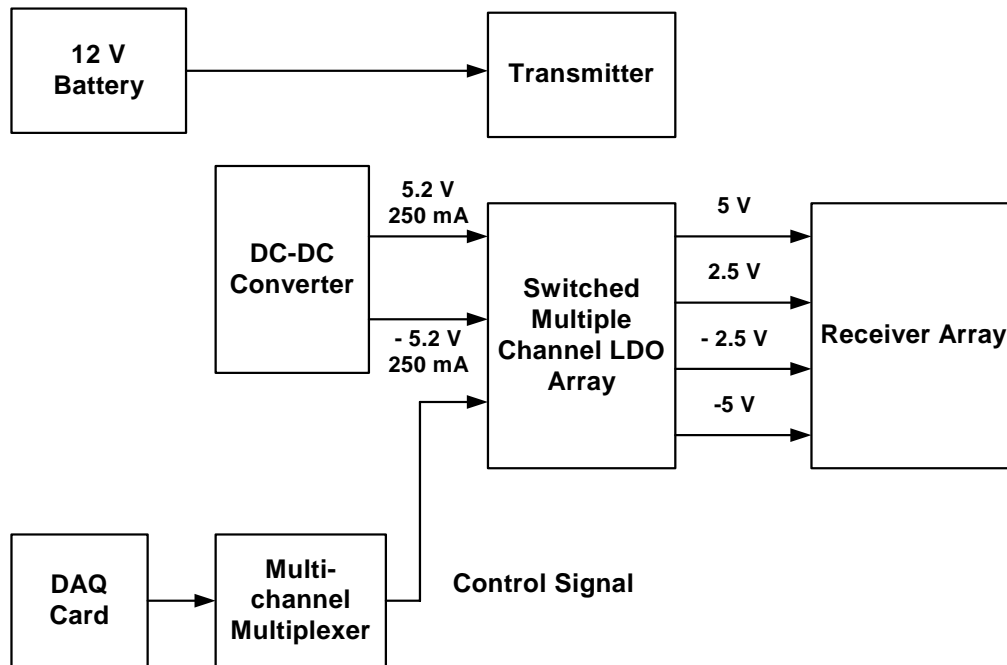 12 V
Battery
Transmitter
DC-DC
Converter
5.2 V
250 mA
- 5.2 V
250 mA
Switched
Multiple
Channel LDO
Array
5 V
2.5 V
- 2.5 V
-5 V
Receiver Array
DAQ
Card
Multi-
channel
Multiplexer
Control Signal